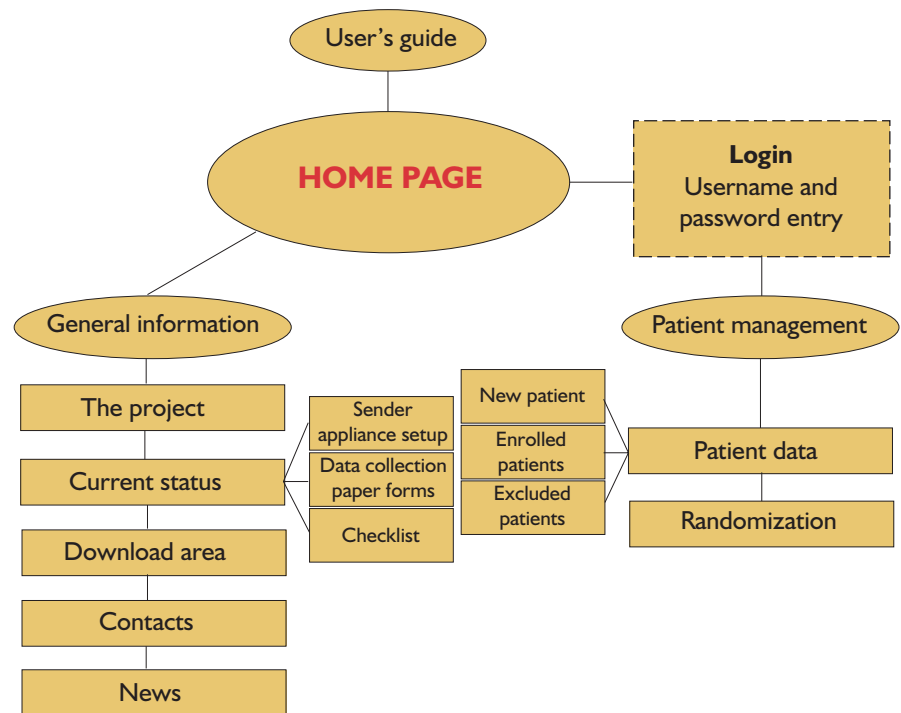 User’s guide
HOME PAGE
Login
Username and
password entry
General information
Patient management
The project
Current status
Download area
Contacts
News
Sender
appliance setup
Data collection
paper forms
Checklist
New patient
Enrolled
patients
Excluded
patients
Patient data
Randomization